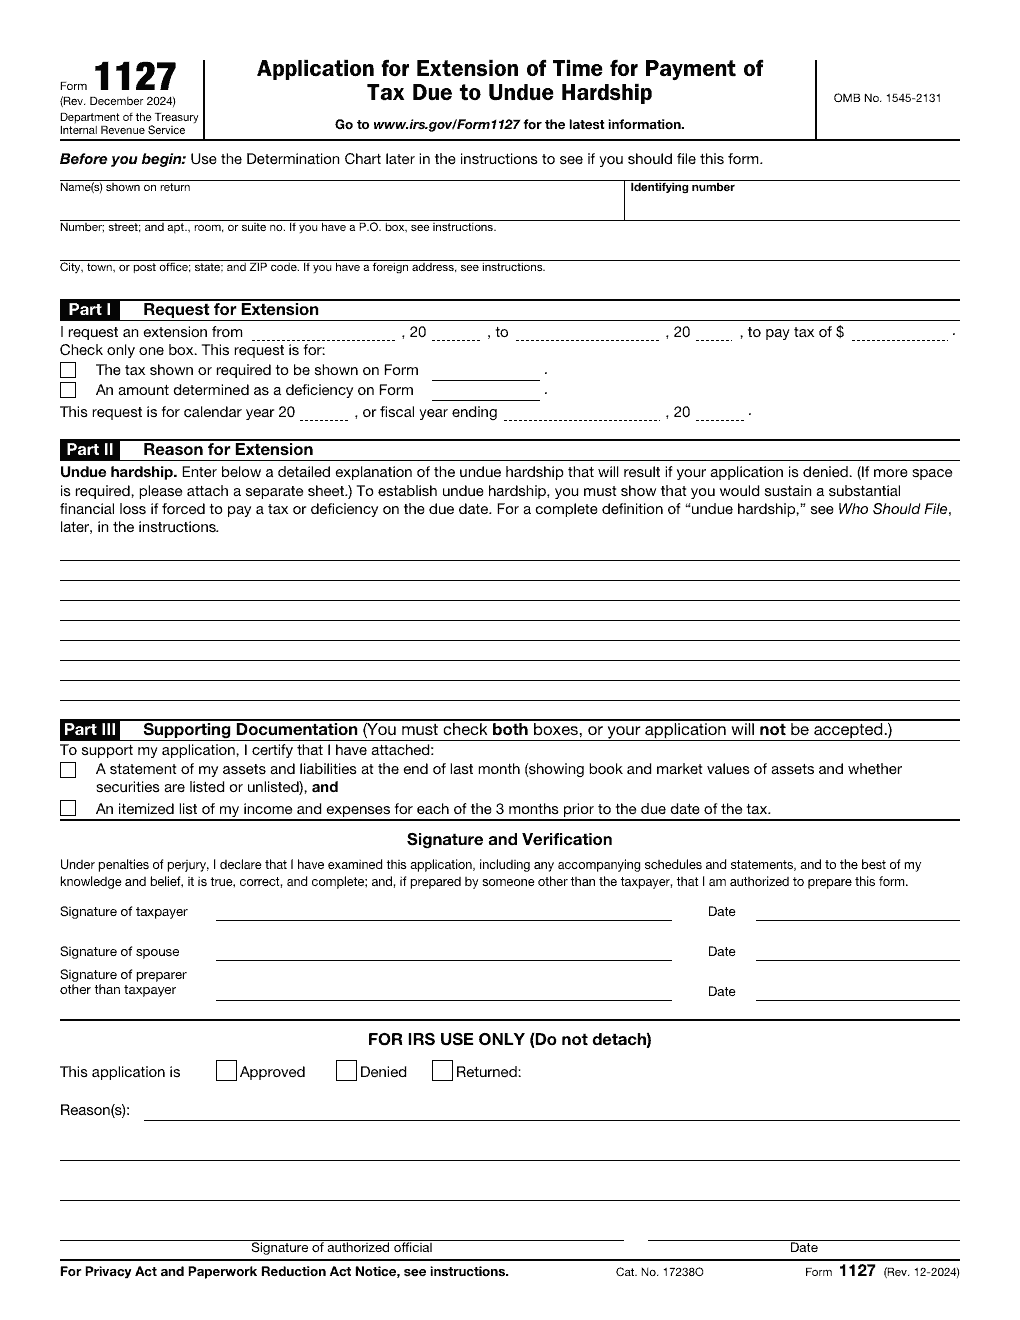 Form 1127
(Rev. December 2024)
Department of the Treasury
Internal Revenue Service
Application for Extension of Time for Payment of
Tax Due to Undue Hardship
Go to www.irs.gov/Form1127 for the latest information.
OMB No. 1545-2131
Before you begin: Use the Determination Chart later in the instructions to see if you should file this form.
Name(s) shown on return
Identifying number
Number; street; and apt., room, or suite no. If you have a P.O. box, see instructions.
City, town, or post office; state; and ZIP code. If you have a foreign address, see instructions.
Part I Request for Extension
I request an extension from , 20 , to , 20 , to pay tax of $ .
Check only one box. This request is for:
The tax shown or required to be shown on Form .
An amount determined as a deficiency on Form .
This request is for calendar year 20 , or fiscal year ending , 20 .
Part II Reason for Extension
Undue hardship. Enter below a detailed explanation of the undue hardship that will result if your application is denied. (If more space
is required, please attach a separate sheet.) To establish undue hardship, you must show that you would sustain a substantial
financial loss if forced to pay a tax or deficiency on the due date. For a complete definition of “undue hardship,” see Who Should File,
later, in the instructions.
Part III Supporting Documentation (You must check both boxes, or your application will not be accepted.)
To support my application, I certify that I have attached:
A statement of my assets and liabilities at the end of last month (showing book and market values of assets and whether
securities are listed or unlisted), and
An itemized list of my income and expenses for each of the 3 months prior to the due date of the tax.
Signature and Verification
Under penalties of perjury, I declare that I have examined this application, including any accompanying schedules and statements, and to the best of my
knowledge and belief, it is true, correct, and complete; and, if prepared by someone other than the taxpayer, that I am authorized to prepare this form.
Signature of taxpayer Date
Signature of spouse Date
Signature of preparer
other than taxpayer Date
FOR IRS USE ONLY (Do not detach)
This application is Approved Denied Returned:
Reason(s):
Signature of authorized official Date
For Privacy Act and Paperwork Reduction Act Notice, see instructions. Cat. No. 17238O Form 1127 (Rev. 12-2024)